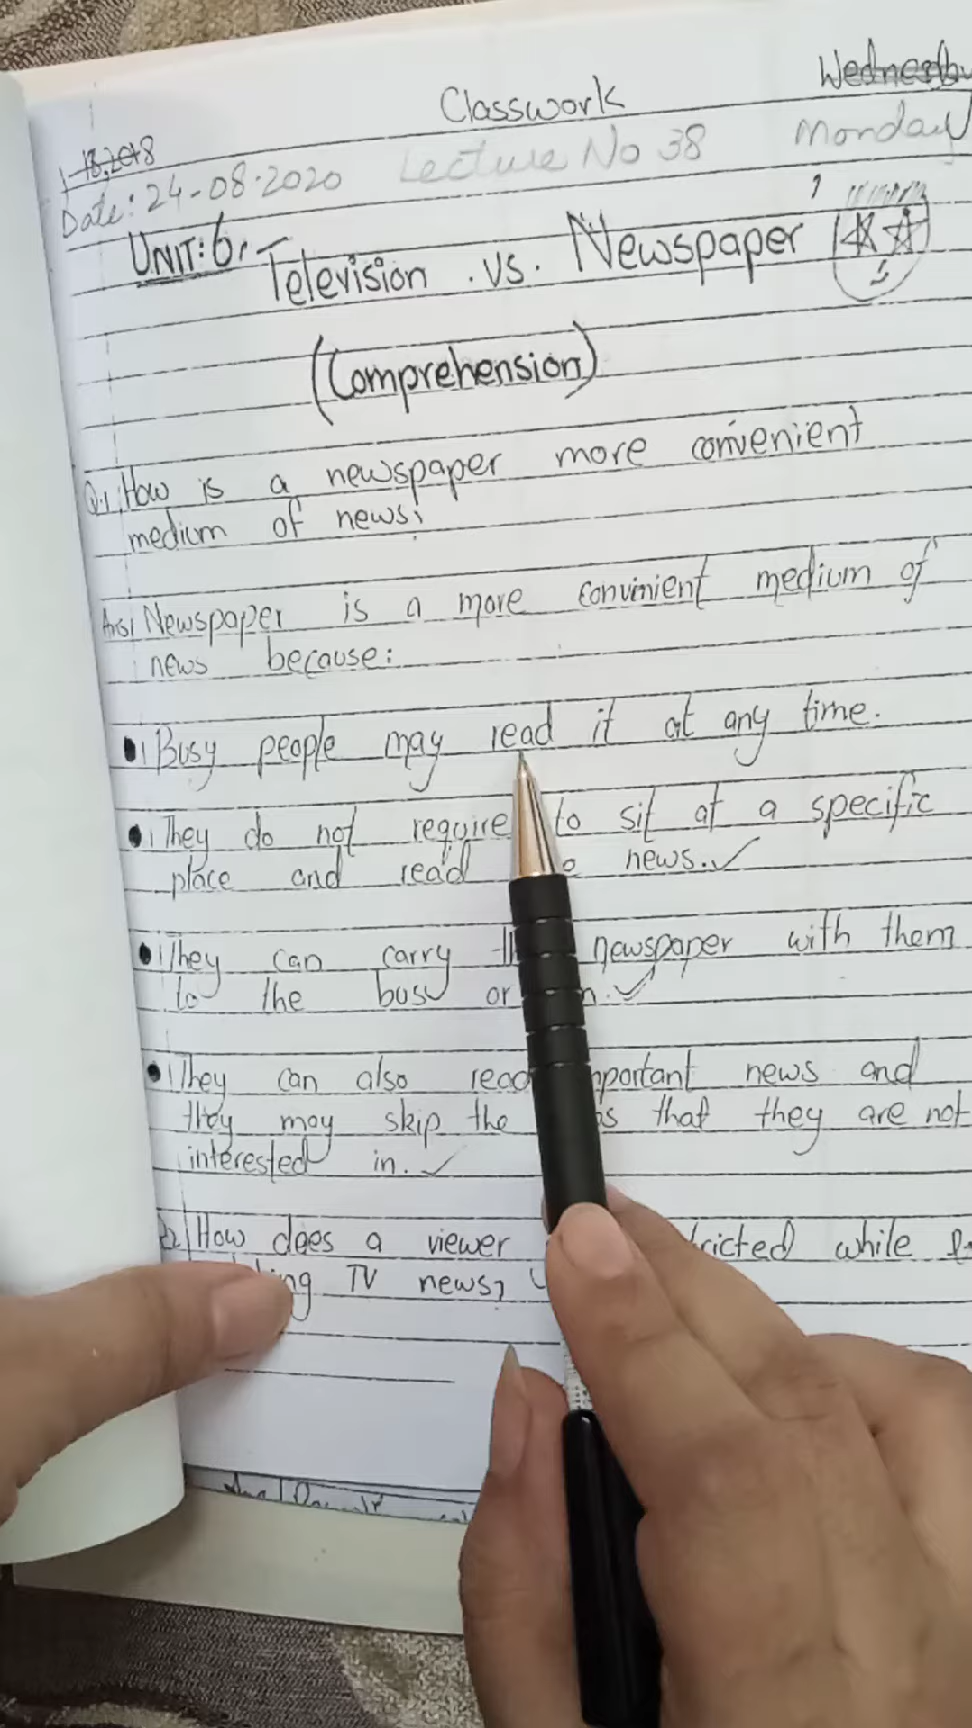 Classwork
Wednesday
Monday
Date: 24-08-2020 Lecture No 38
UNIT:6, Television .vs. Newspaper
(Comprehension)
Q1, How is a newspaper more convenient
medium of news?
Ans, Newspaper is a more convinient medium of
news because:
Busy people may read it at any time.
They do not require to sit at a specific
place and read news.
They can carry newspaper with them
to the bus or
They can also read news and
they may skip the that they are not
interested in.
How does a viewer while
TV news?